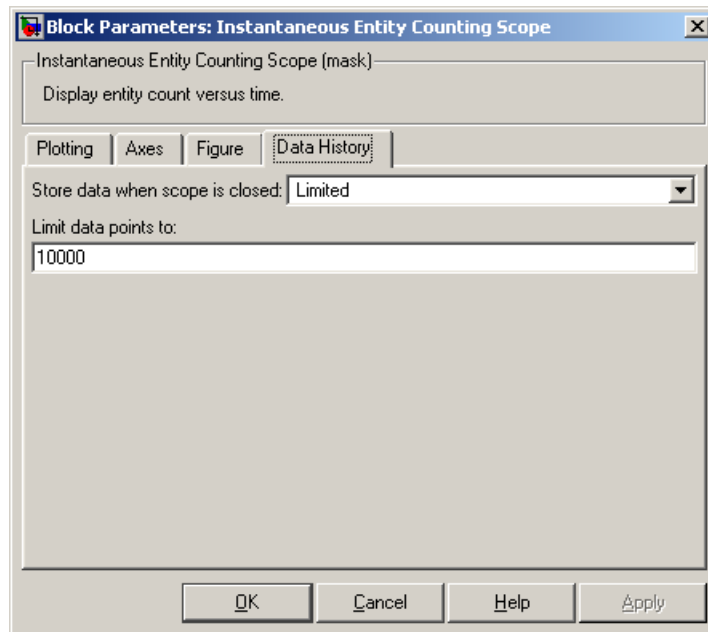 Block Parameters: Instantaneous Entity Counting Scope
Instantaneous Entity Counting Scope (mask)
Display entity count versus time.
Plotting Axes Figure Data History
Store data when scope is closed: Limited
Limit data points to:
10000
OK Cancel Help Apply